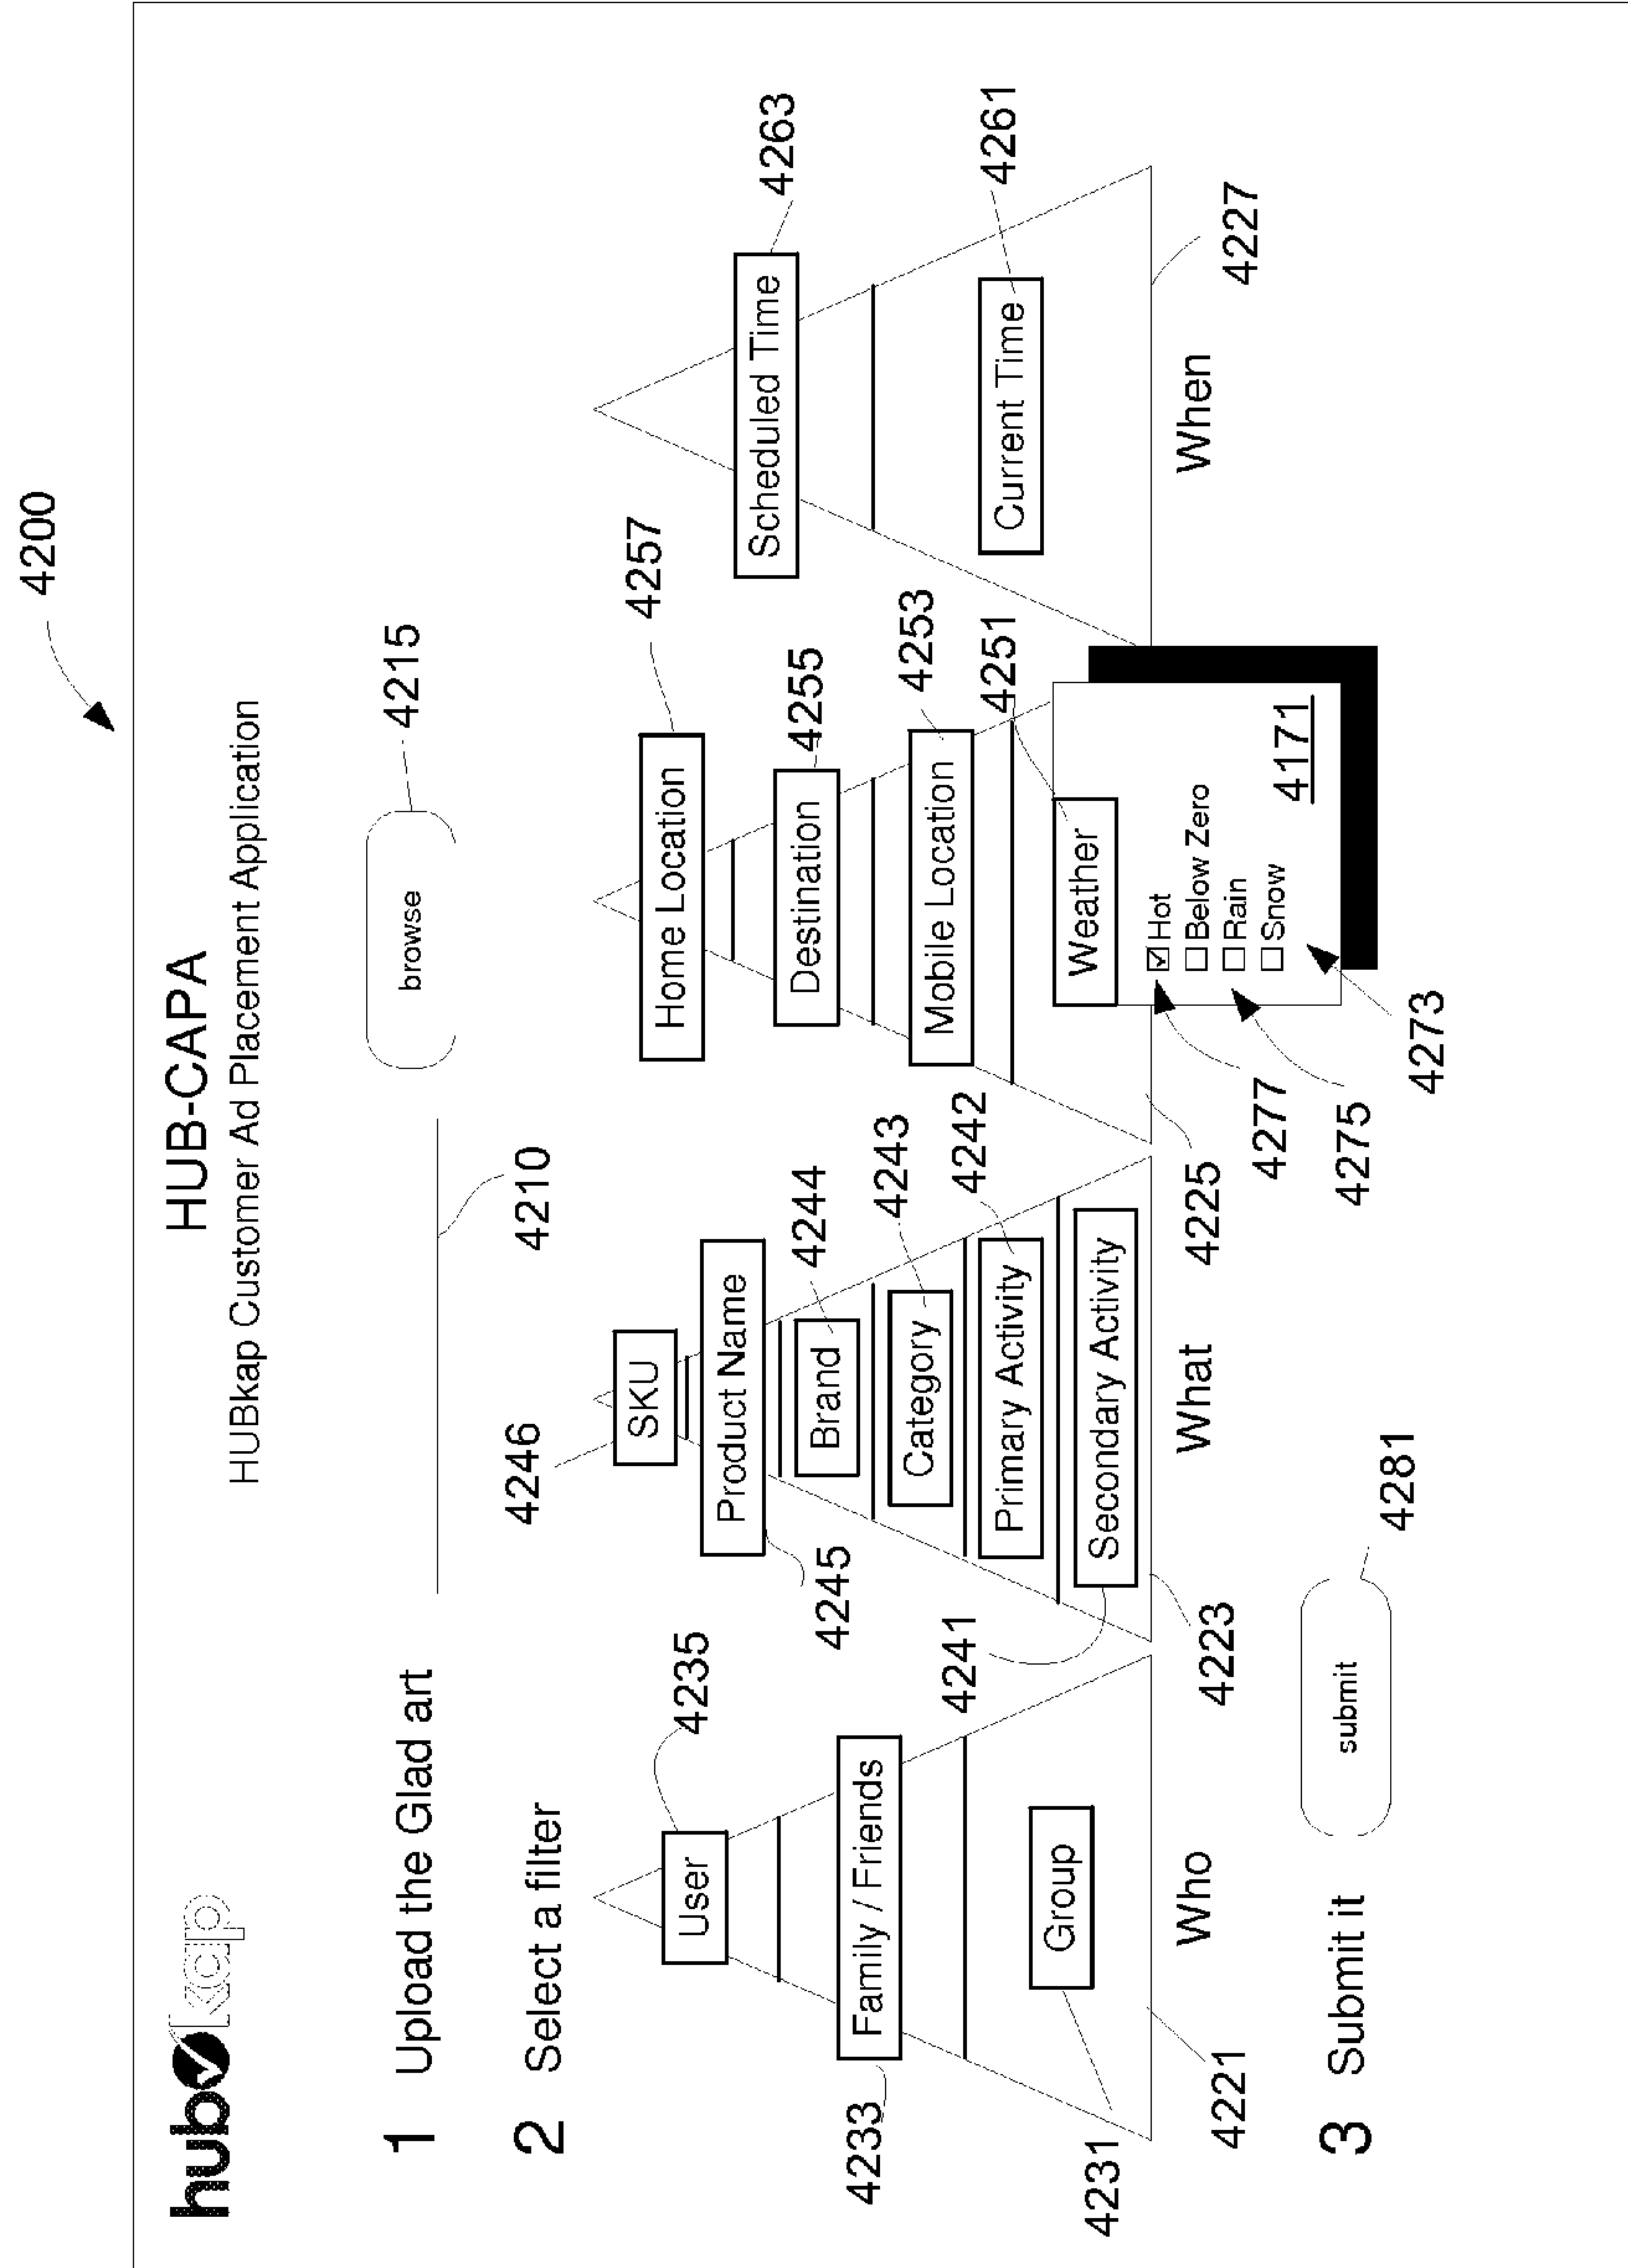 4200
hub kap
HUB-CAPA
HUBkap Customer Ad Placement Application
1 Upload the Glad art
browse
4215
4210
2 Select a filter
4246
4257
SKU
Home Location
4235
User
Product Name
4263
Scheduled Time
4245
Brand
4244
Destination
4255
4233
Family / Friends
Category
4243
Mobile Location
4253
4241
Primary Activity
4242
4251
Current Time
4261
4231
Group
Secondary Activity
Weather
Who
What
When
☑ Hot
☐ Below Zero
☐ Rain
☐ Snow
4171
4221
4223
4225
4227
4277
4275
4273
3 Submit it
submit
4281